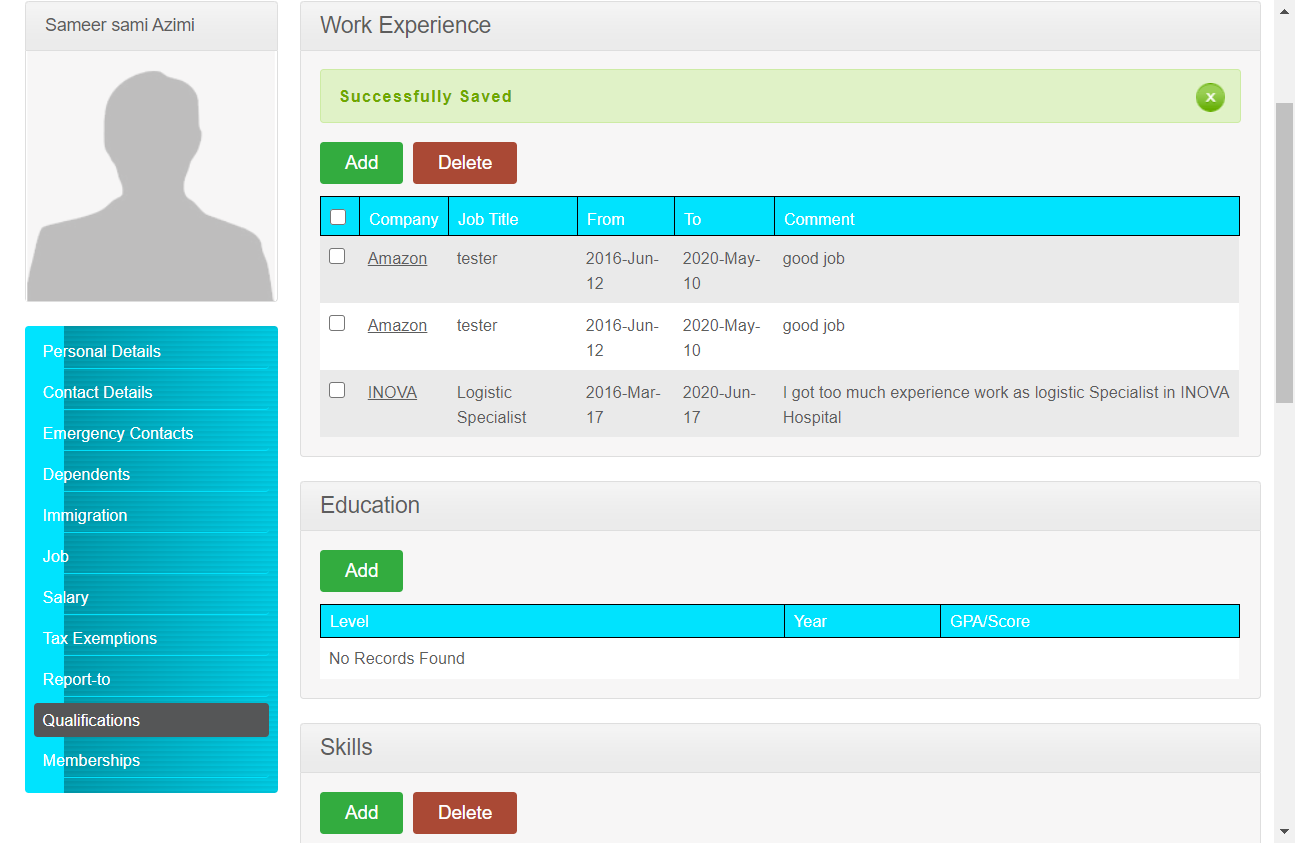 Sameer sami Azimi
Personal Details
Contact Details
Emergency Contacts
Dependents
Immigration
Job
Salary
Tax Exemptions
Report-to
Qualifications
Memberships
Work Experience
Successfully Saved
x
Add Delete
Company Job Title From To Comment
Amazon tester 2016-Jun- 2020-May- good job
12 10
Amazon tester 2016-Jun- 2020-May- good job
12 10
INOVA Logistic 2016-Mar- 2020-Jun- I got too much experience work as logistic Specialist in INOVA
Specialist 17 17 Hospital
Education
Add
Level Year GPA/Score
No Records Found
Skills
Add Delete